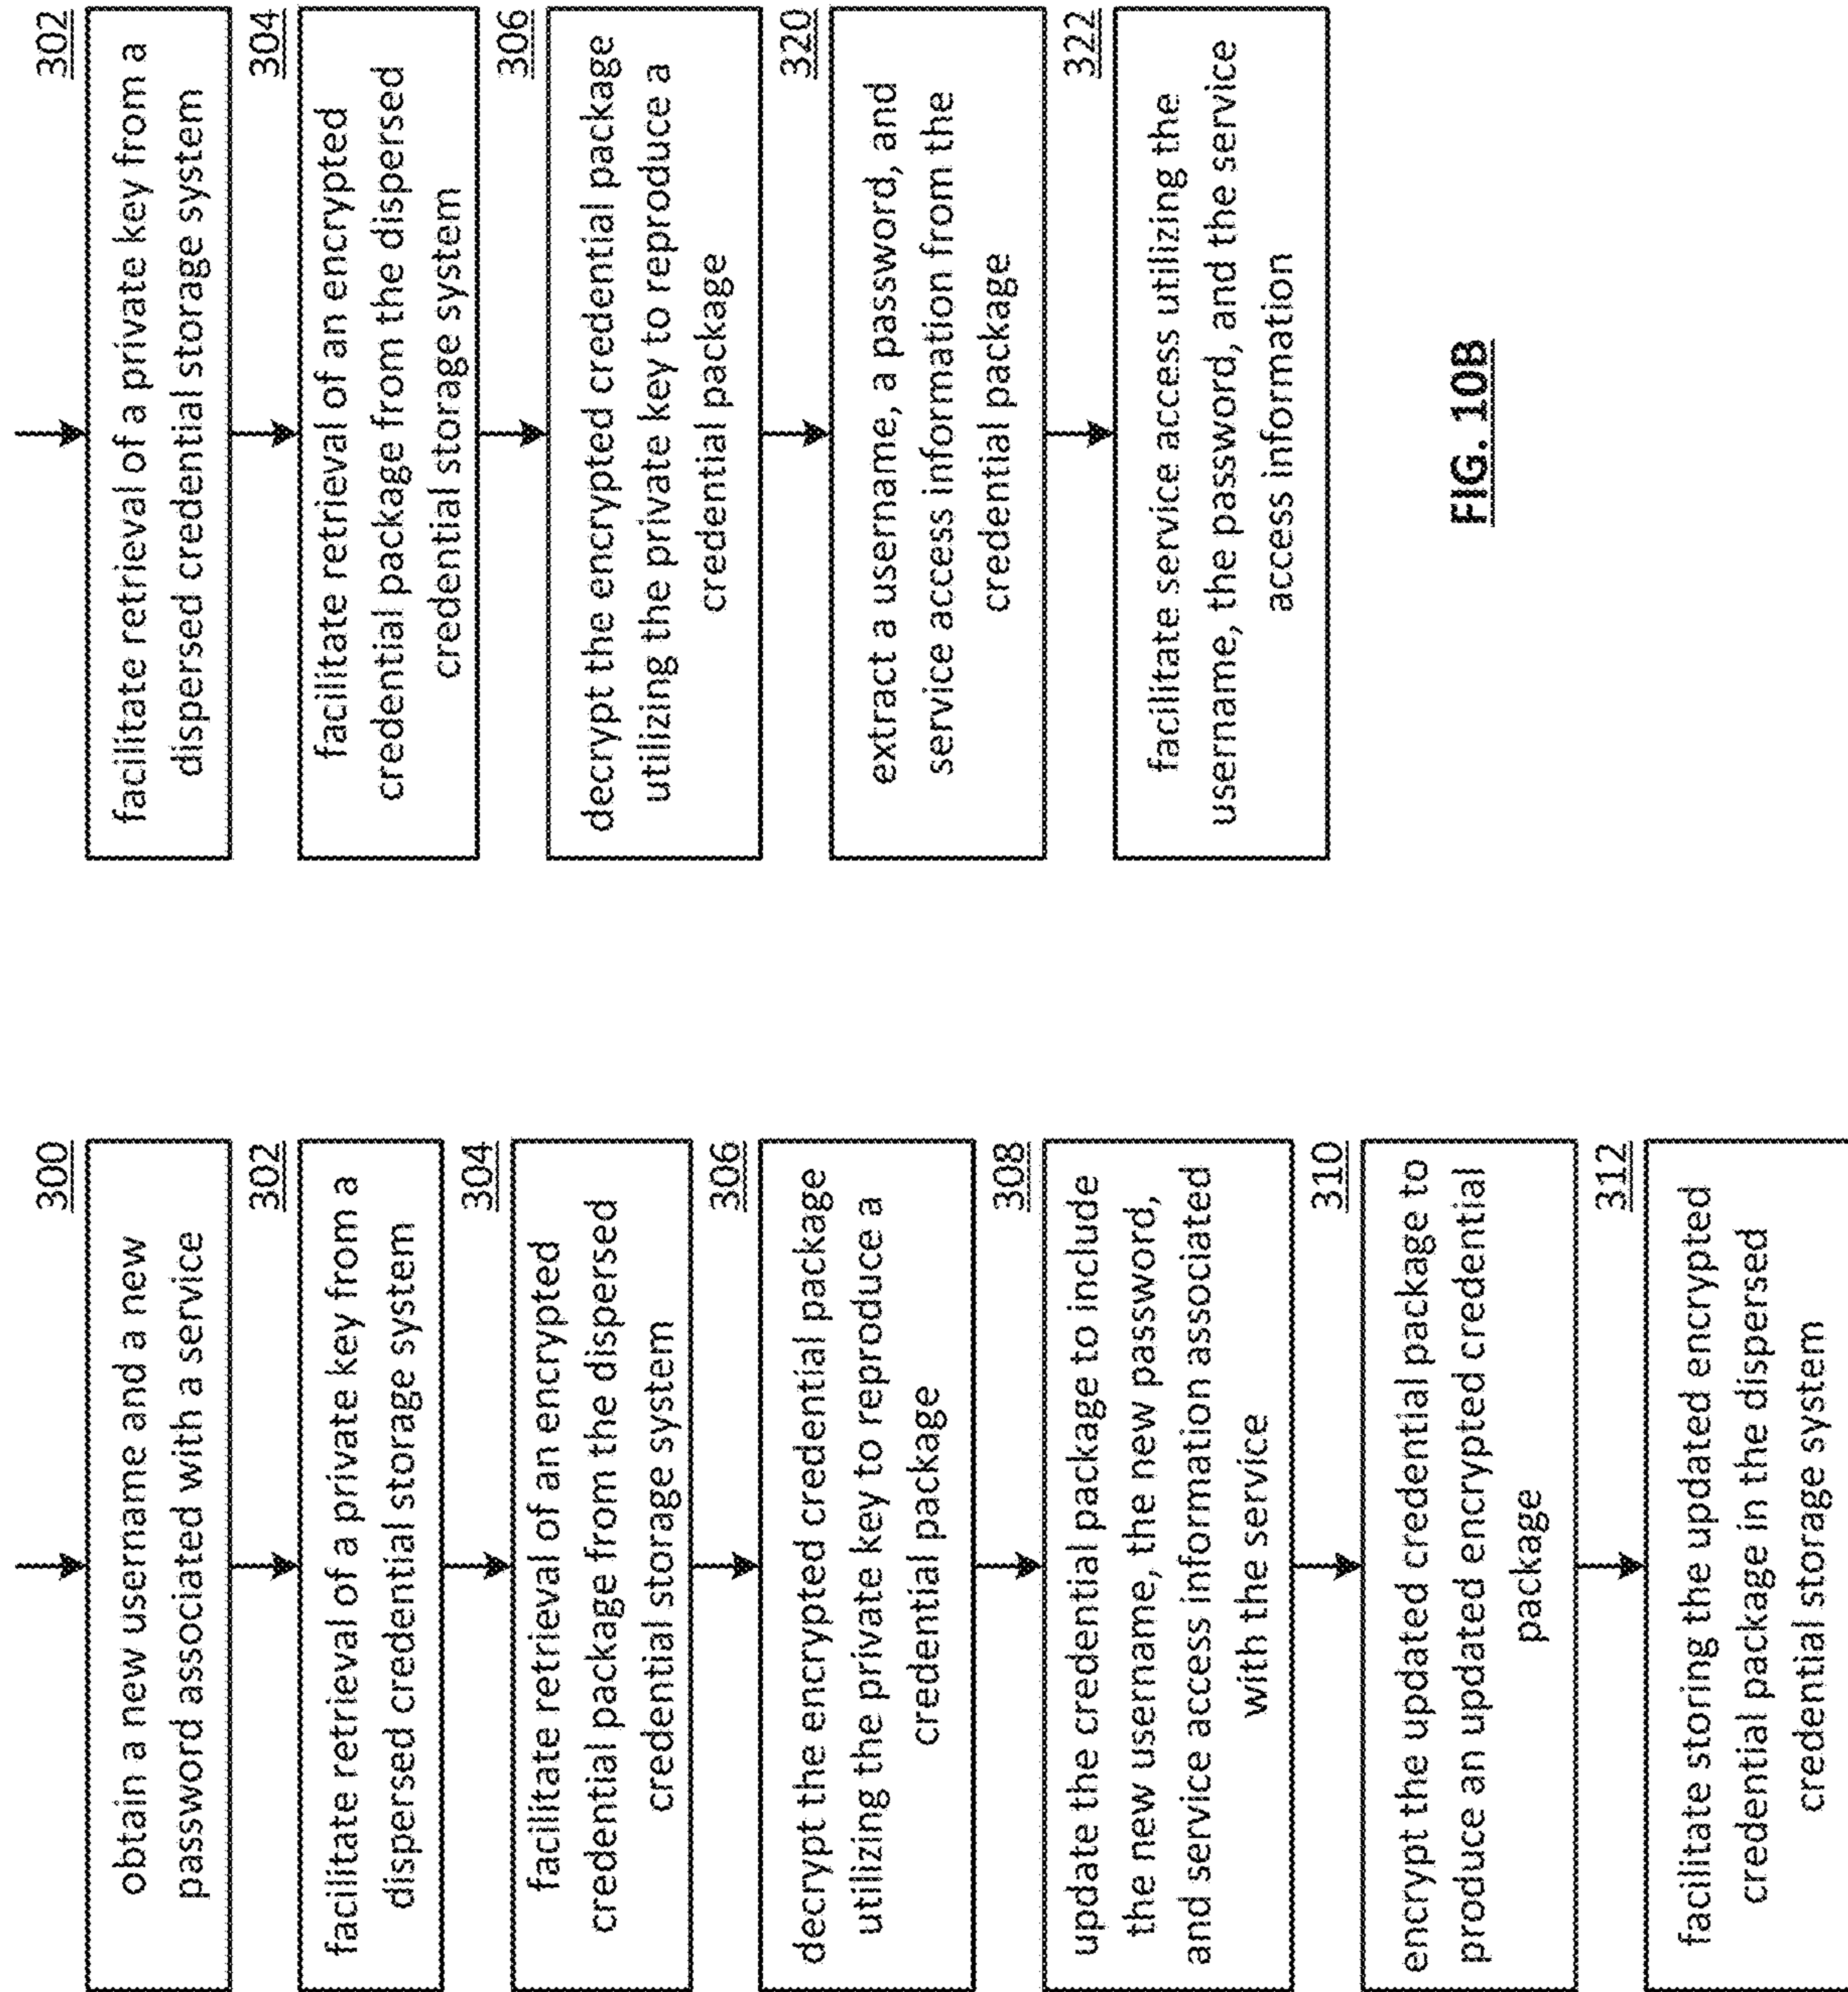 300
obtain a new username and a new
password associated with a service
302
facilitate retrieval of a private key from a
dispersed credential storage system
304
facilitate retrieval of an encrypted
credential package from the dispersed
credential storage system
306
decrypt the encrypted credential package
utilizing the private key to reproduce a
credential package
308
update the credential package to include
the new username, the new password,
and service access information associated
with the service
310
encrypt the updated credential package to
produce an updated encrypted credential
package
312
facilitate storing the updated encrypted
credential package in the dispersed
credential storage system
302
facilitate retrieval of a private key from a
dispersed credential storage system
304
facilitate retrieval of an encrypted
credential package from the dispersed
credential storage system
306
decrypt the encrypted credential package
utilizing the private key to reproduce a
credential package
320
extract a username, a password, and
service access information from the
credential package
322
facilitate service access utilizing the
username, the password, and the service
access information
FIG. 10B